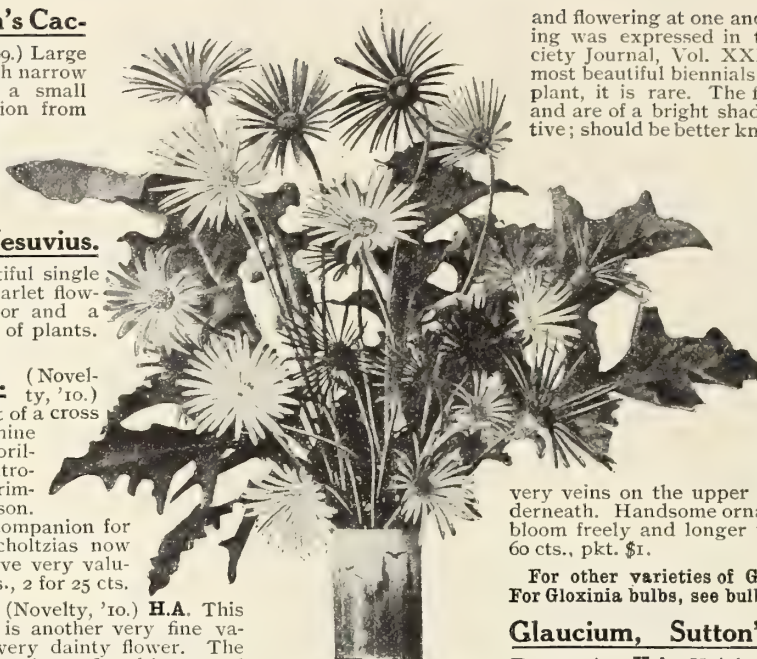 's Cac-
9.) Large
h narrow
a small
ion from
esuvius.
tiful single
arlet flow-
or and a
of plants.
(Novel-
ty, '10.)
t of a cross
nine
oril-
tro-
rim-
son.
ompanion for
choltzias now
ve very valu-
s., 2 for 25 cts.
(Novelty, '10.) H.A. This
is another very fine va-
very dainty flower. The
and flowering at one and
ing was expressed in t
ciety Journal, Vol. XX
most beautiful biennials
plant, it is rare. The f
and are of a bright shad
tive; should be better kn
very veins on the upper
derneath. Handsome orna
bloom freely and longer
60 cts., pkt. $1.
For other varieties of G
For Gloxinia bulbs, see bul
Glaucium, Sutton'